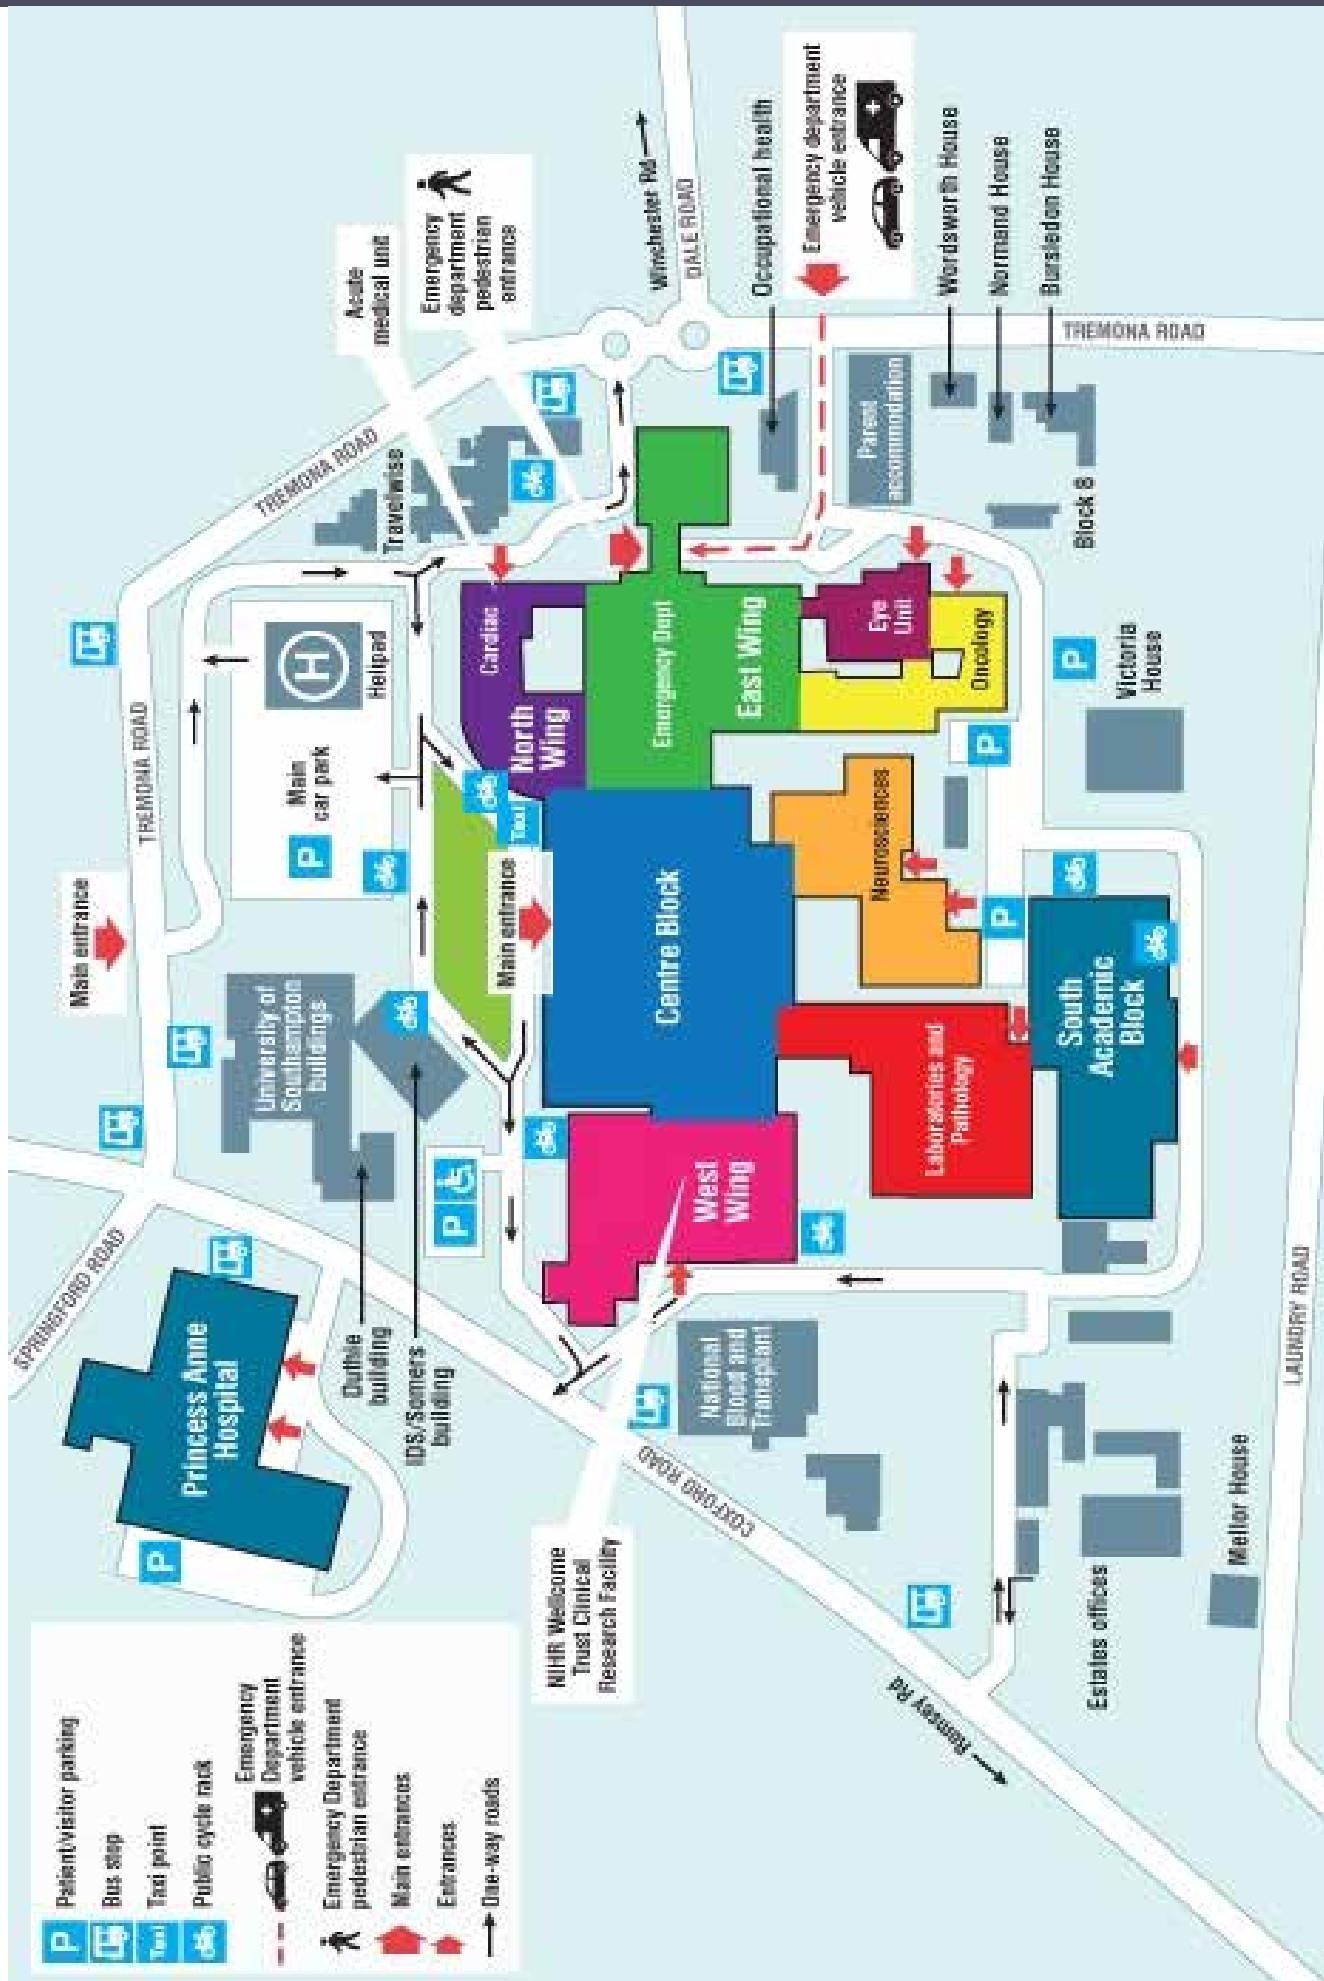 P Patient/visitor parking
Bus stop
Taxi Taxi point
Public cycle rack
Emergency
Department
vehicle entrance
Emergency Department
pedestrian entrance
Main entrances
Entrances
One-way roads
SPRINGFORD ROAD
Princess Anne
Hospital
P
Duthie
building
IDS/Somers
building
NIHR Wellcome
Trust Clinical
Research Facility
COXFORD ROAD
Romsey Rd
National
Blood and
Transplant
Estates offices
Mellor House
LAUNDRY ROAD
Main entrance
TREMONA ROAD
University of
Southampton
buildings
P
Main
car park
H
Helipad
P
Main entrance
Taxi
West
Wing
Centre Block
North
Wing
Cardiac
Emergency Dept
East Wing
Eye
Unit
Oncology
Neurosciences
Laboratories and
Pathology
South
Academic
Block
P
P
P
Victoria
House
TREMONA ROAD
Travelwise
Acute
medical unit
Emergency
department
pedestrian
entrance
Winchester Rd
DALE ROAD
Occupational health
Emergency department
vehicle entrance
Parent
accommodation
Wordsworth House
Normand House
Bursledon House
Block 8
TREMONA ROAD